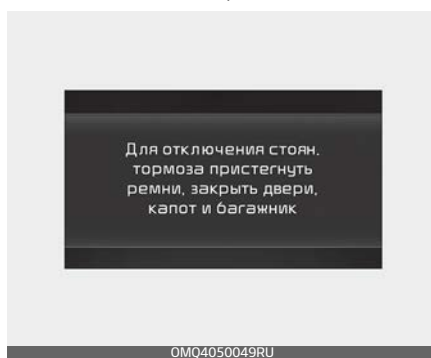 Для отключения стоян.
тормоза пристегнуть
ремни, закрыть двери,
капот и багажник
OMQ4050049RU